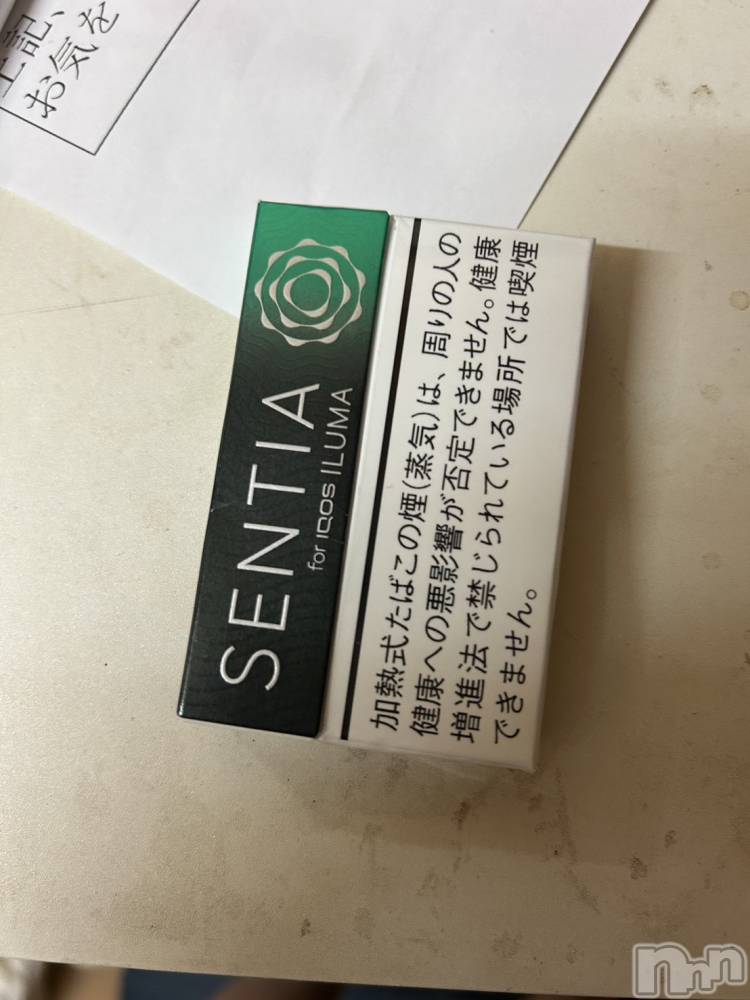 上記、
お気を
SENTIA
for IQOS ILUMA
加熱式たばこの煙(蒸気)は、周りの人の
健康への悪影響が否定できません。健康
増進法で禁じられている場所では喫煙
できません。
nnn